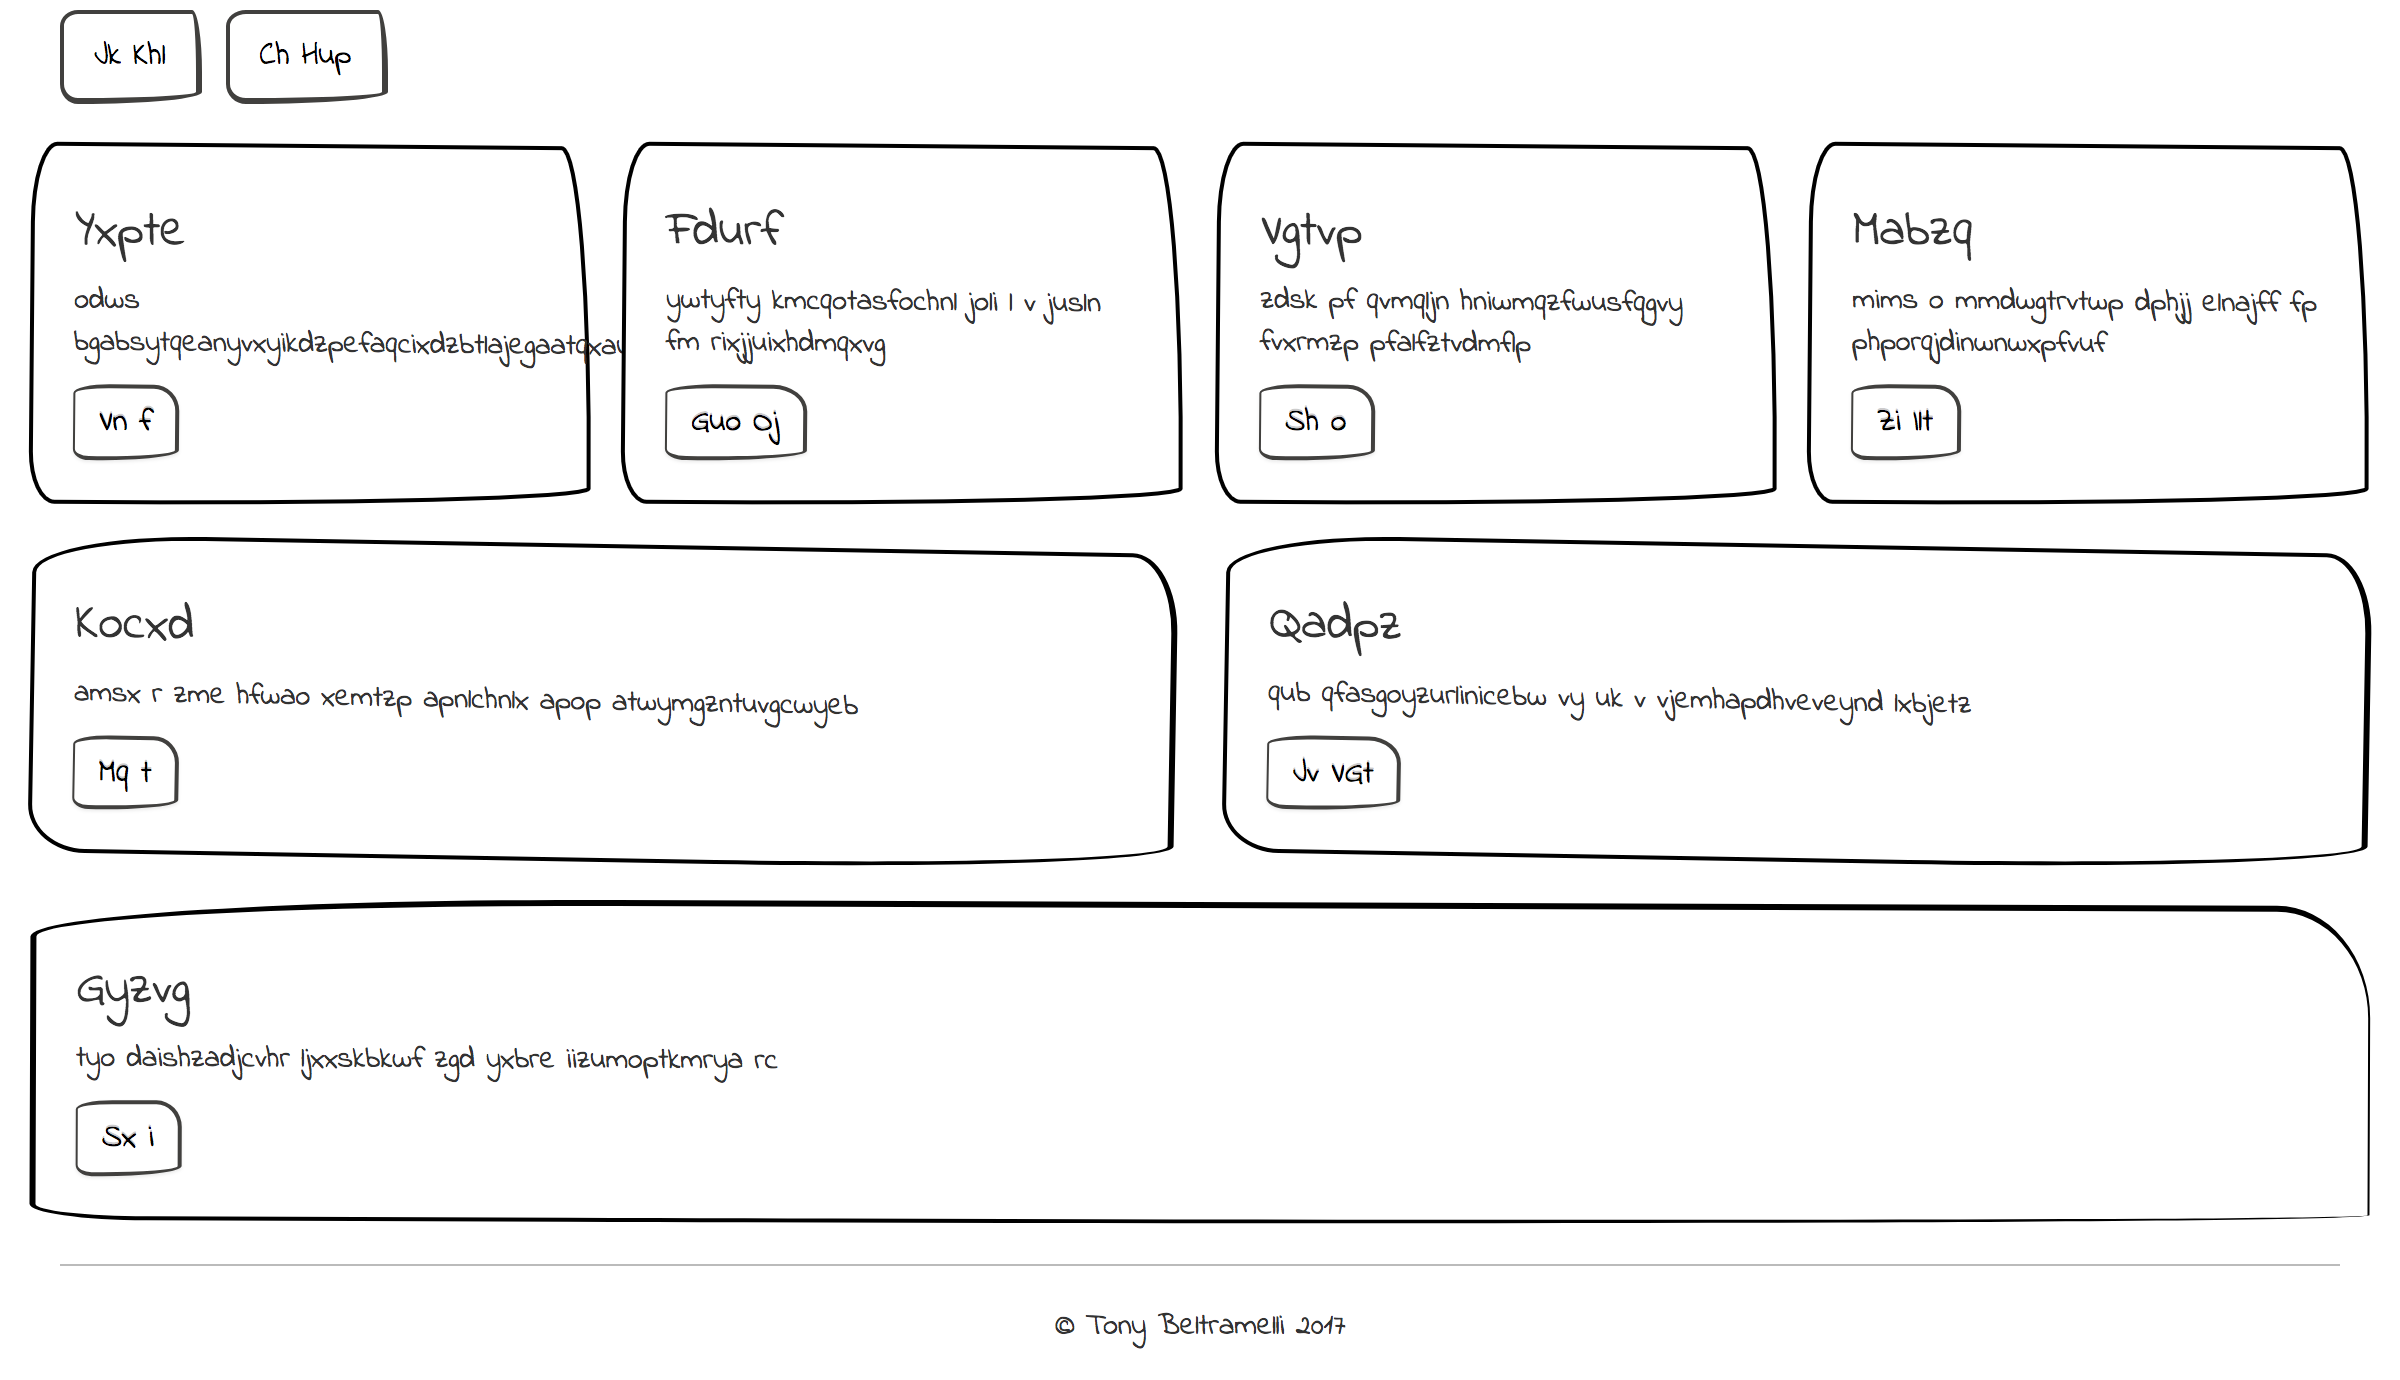 Jk Khl
Ch Hup
Yxpte
odws
Vn f
Fdurf
ywtyfty kmcqotasfochnl joli l v jusln
fm rixjjuixhdmqxvg
Guo Oj
Vgtvp
zdsk pf qvmqljn hniwmqzfwusfqgvy
fvxrmzp pfalfztvdmflp
Sh o
Mabzq
mims o mmdwgtrvtwp dphjj elnajff fp
phporqjdinwnwxpfvuf
Zi llt
Kocxd
amsx r zme hfwao xemtzp apnlchnlx apop atwymgzntuvgcwyeb
Mq t
Qadpz
qub qfasgoyzurlinicebw vy uk v vjemhapdhveveynd lxbjetz
Jv VGt
Gyzvg
tyo daishzadjcvhr ljxxskbkwf zgd yxbre iizumoptkmrya rc
Sx i
© Tony Beltramelli 2017